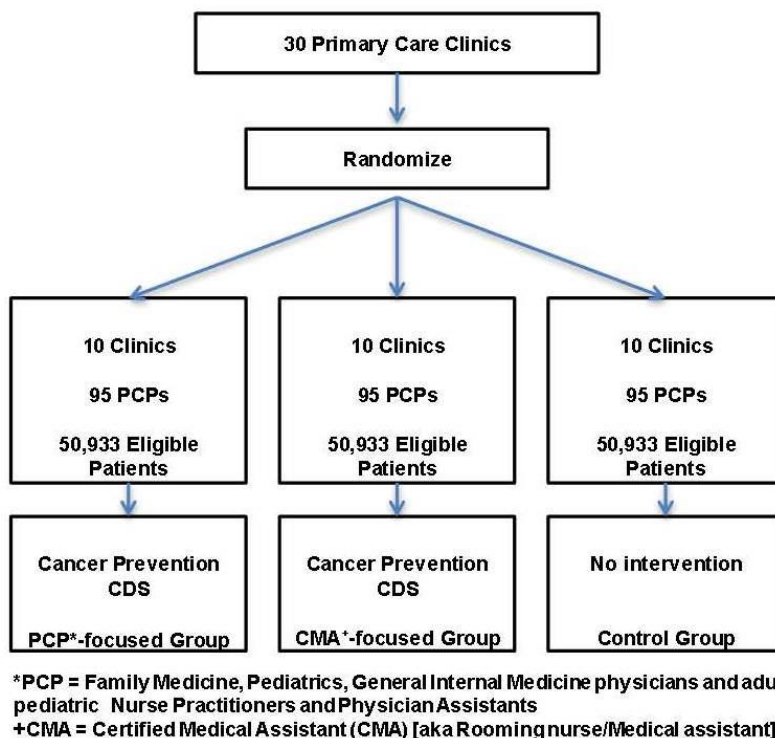 30 Primary Care Clinics
Randomize
10 Clinics
95 PCPs
50,933 Eligible
Patients
10 Clinics
95 PCPs
50,933 Eligible
Patients
10 Clinics
95 PCPs
50,933 Eligible
Patients
Cancer Prevention
CDS
PCP*-focused Group
Cancer Prevention
CDS
CMA+-focused Group
No intervention
Control Group
*PCP = Family Medicine, Pediatrics, General Internal Medicine physicians and
pediatric Nurse Practitioners and Physician Assistants
+CMA = Certified Medical Assistant (CMA) [aka Rooming nurse/Medical assistant]